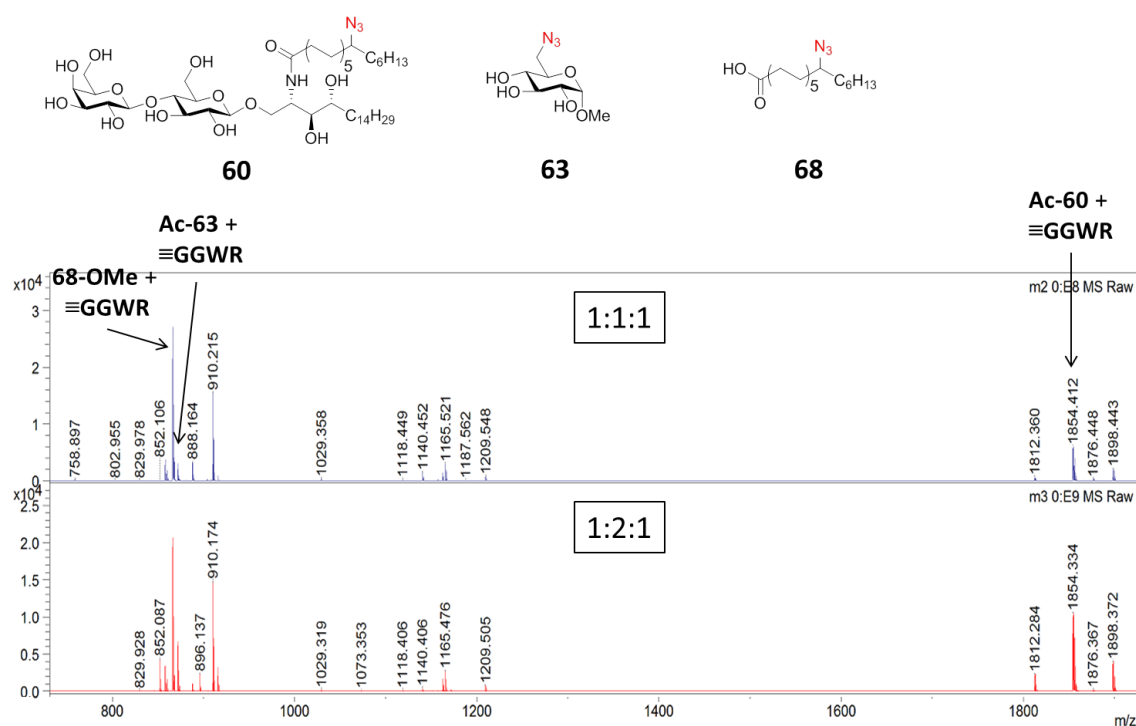 OH
OH
HO
O
HO
OH
O
OH
HO
O
OH
O
O
NH
5
N3
C6H13
OH
C14H29
OH
60
N3
HO
HO
O
HO
OMe
63
HO
O
5
N3
C6H13
68
Ac-63 +
≡GGWR
68-OMe +
≡GGWR
Ac-60 +
≡GGWR
x10⁴
m2 0:E8 MS Raw
1:1:1
3
2
1
0
758.897
802.955
829.978
852.106
888.164
910.215
1029.358
1118.449
1140.452
1165.521
1187.562
1209.548
1812.360
1854.412
1876.448
1898.443
x10⁴
m3 0:E9 MS Raw
1:2:1
2.5
2.0
1.5
1.0
0.5
0.0
829.928
852.087
896.137
910.174
1029.319
1073.353
1118.406
1140.406
1165.476
1209.505
1812.284
1854.334
1876.367
1898.372
800
1000
1200
1400
1600
1800
m/z